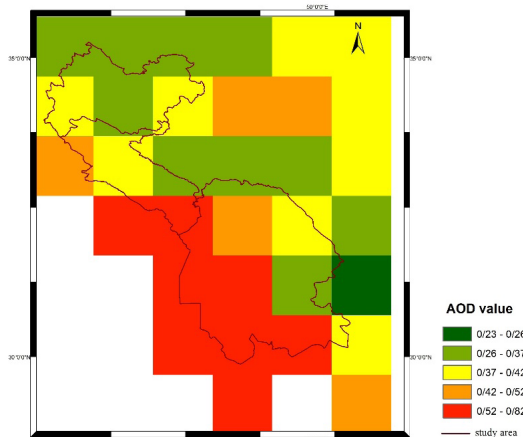 50°0'0"E
35°0'0"N
35°0'0"N
N
30°0'0"N
30°0'0"N
AOD value
0/23 - 0/26
0/26 - 0/37
0/37 - 0/42
0/42 - 0/52
0/52 - 0/82
study area